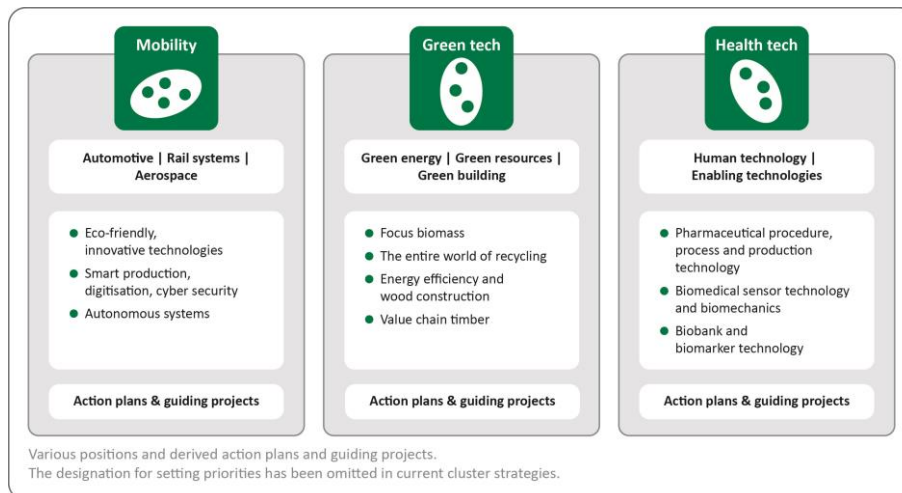 Mobility
Automotive | Rail systems |
Aerospace
Eco-friendly,
innovative technologies
Smart production,
digitisation, cyber security
Autonomous systems
Action plans & guiding projects
Green tech
Green energy | Green resources |
Green building
Focus biomass
The entire world of recycling
Energy efficiency and
wood construction
Value chain timber
Action plans & guiding projects
Health tech
Human technology |
Enabling technologies
Pharmaceutical procedure,
process and production
technology
Biomedical sensor technology
and biomechanics
Biobank and
biomarker technology
Action plans & guiding projects
Various positions and derived action plans and guiding projects.
The designation for setting priorities has been omitted in current cluster strategies.